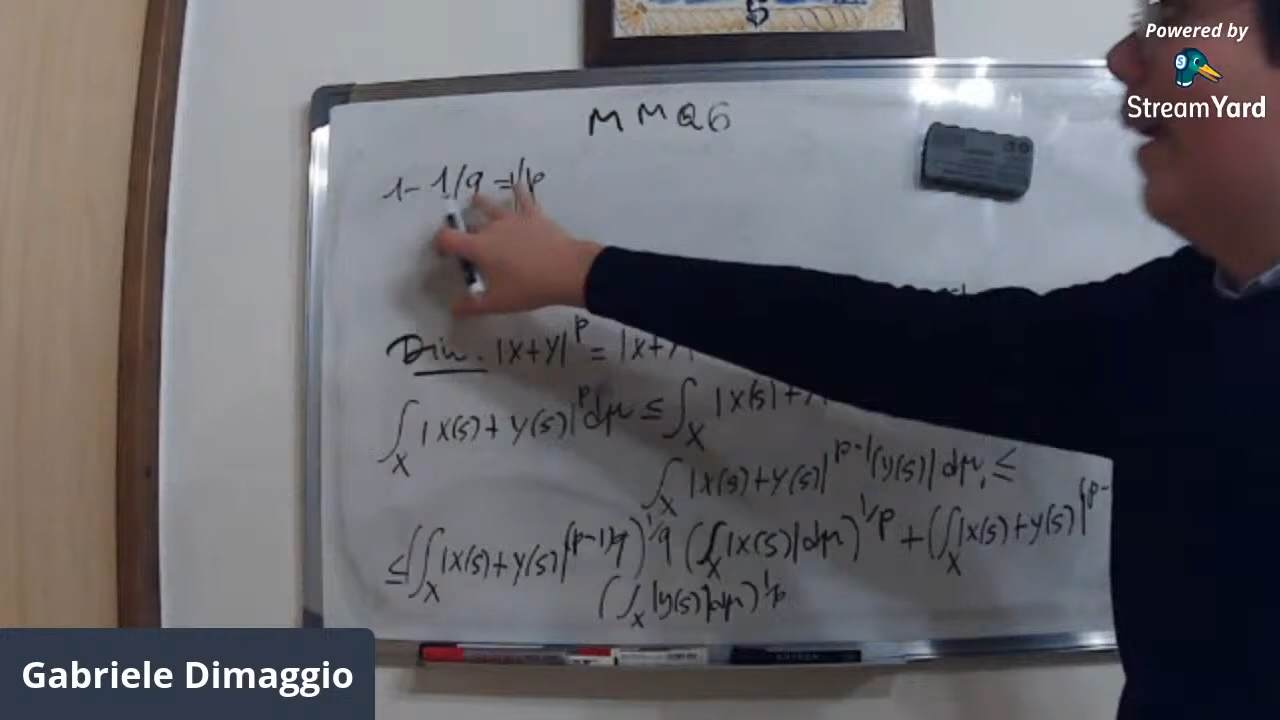 5
Powered by
StreamYard
MMQ6
1 - 1/q = 1/p
Dim. |x+y|^p = |x+y|
∫_X |x(s)+y(s)|^p dμ ≤ ∫_X |x(s)+y
∫_X |x(s)+y(s)|^{p-1} |y(s)| dμ, ≤
≤ (∫_X |x(s)+y(s)|^{(p-1)q})^{1/q} (∫_X |x(s)| dμ)^{1/p} + (∫_X |x(s)+y(s)|^{(p-
(∫_X |y(s)| dμ)^{1/p}
Gabriele Dimaggio